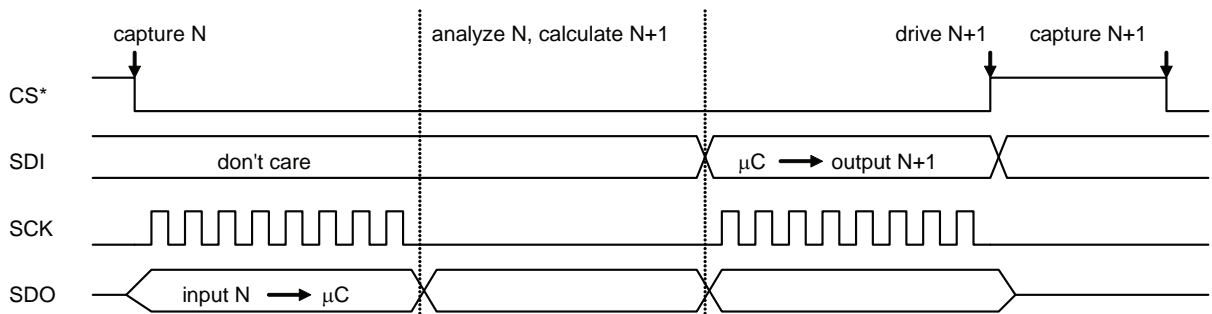 capture N
analyze N, calculate N+1
drive N+1
capture N+1
CS*
SDI
don't care
μC → output N+1
SCK
SDO
input N → μC